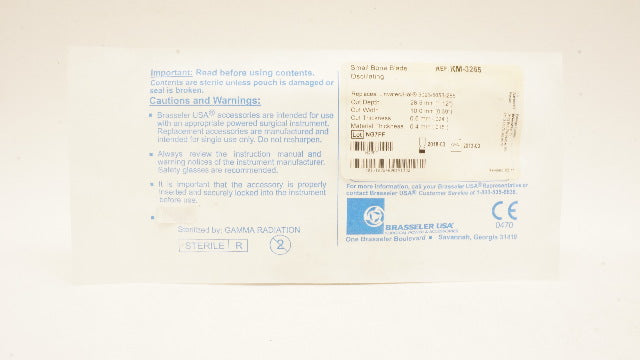 Important: Read before using contents.
Contents are sterile unless pouch is damaged or
seal is broken.
Cautions and Warnings:
Brasseler USA® accessories are intended for use
with an appropriate powered surgical instrument.
Replacement accessories are manufactured and
intended for single use only. Do not resharpen.
Always review the instruction manual and
warning notices of the instrument manufacturer.
Safety glasses are recommended.
It is important that the accessory is properly
inserted and securely locked into the instrument
before use.
Sterilized by: GAMMA RADIATION
STERILE R
2
Small Bone Blade REF KM-3265
Oscillating
Replaces
Cut Depth
Cut Width
Cut Thickness
Material Thickness
Lot
For more information, call your Brasseler USA® Representative or
contact Brasseler USA® Customer Service at
BRASSELER USA®
CE
0470
One Brasseler Boulevard ■ Savannah, Georgia 31419